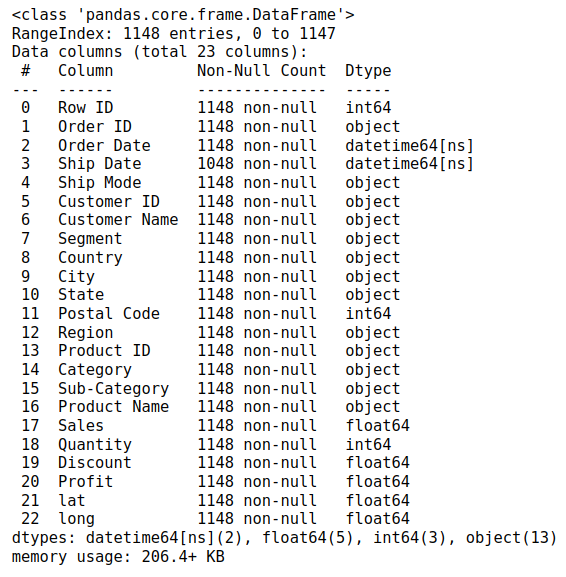 <class 'pandas.core.frame.DataFrame'>
RangeIndex: 1148 entries, 0 to 1147
Data columns (total 23 columns):
 #   Column         Non-Null Count  Dtype
---  ------         --------------  -----
 0   Row ID         1148 non-null   int64
 1   Order ID       1148 non-null   object
 2   Order Date     1148 non-null   datetime64[ns]
 3   Ship Date      1048 non-null   datetime64[ns]
 4   Ship Mode      1148 non-null   object
 5   Customer ID    1148 non-null   object
 6   Customer Name  1148 non-null   object
 7   Segment        1148 non-null   object
 8   Country        1148 non-null   object
 9   City           1148 non-null   object
 10  State          1148 non-null   object
 11  Postal Code    1148 non-null   int64
 12  Region         1148 non-null   object
 13  Product ID     1148 non-null   object
 14  Category       1148 non-null   object
 15  Sub-Category   1148 non-null   object
 16  Product Name   1148 non-null   object
 17  Sales          1148 non-null   float64
 18  Quantity       1148 non-null   int64
 19  Discount       1148 non-null   float64
 20  Profit         1148 non-null   float64
 21  lat            1148 non-null   float64
 22  long           1148 non-null   float64
dtypes: datetime64[ns](2), float64(5), int64(3), object(13)
memory usage: 206.4+ KB